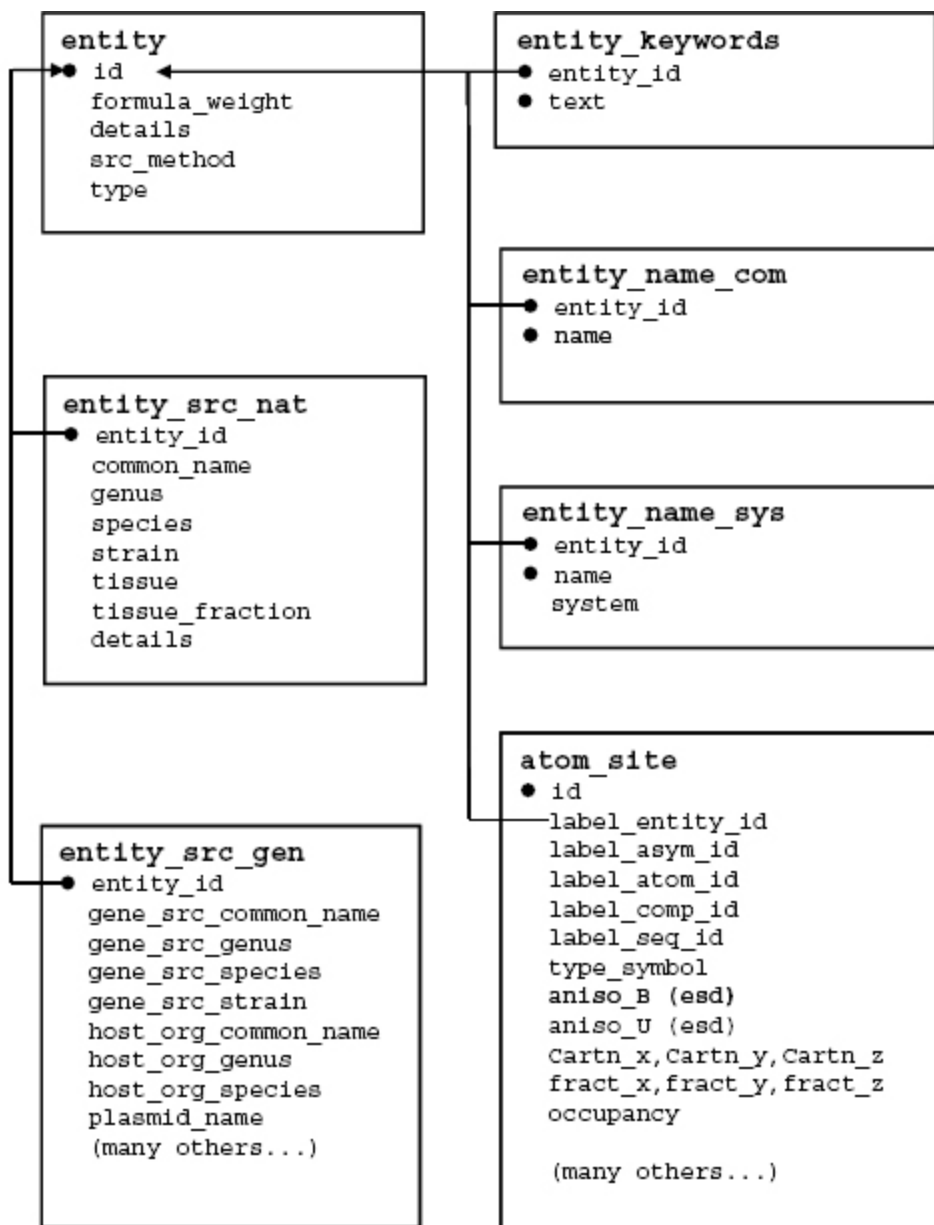 entity
id
formula_weight
details
src_method
type
entity_keywords
entity_id
text
entity_name_com
entity_id
name
entity_src_nat
entity_id
common_name
genus
species
strain
tissue
tissue_fraction
details
entity_name_sys
entity_id
name
system
atom_site
id
label_entity_id
label_asym_id
label_atom_id
label_comp_id
label_seq_id
type_symbol
aniso_B (esd)
aniso_U (esd)
Cartn_x,Cartn_y,Cartn_z
fract_x,fract_y,fract_z
occupancy
(many others...)
entity_src_gen
entity_id
gene_src_common_name
gene_src_genus
gene_src_species
gene_src_strain
host_org_common_name
host_org_genus
host_org_species
plasmid_name
(many others...)